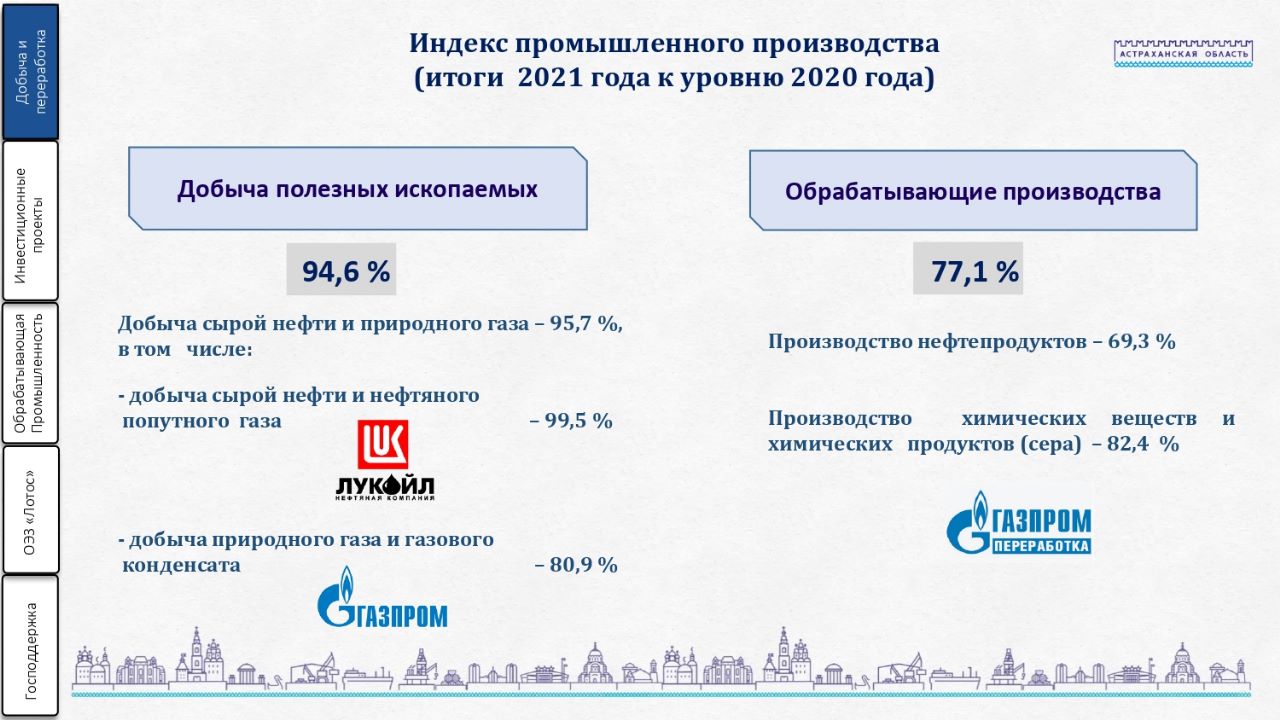 Добыча и
переработка
Инвестиционные
проекты
Обрабатывающая
Промышленность
ОЭЗ «Лотос»
Господдержка
Индекс промышленного производства
(итоги 2021 года к уровню 2020 года)
АСТРАХАНСКАЯ ОБЛАСТЬ
Добыча полезных ископаемых
94,6 %
Добыча сырой нефти и природного газа – 95,7 %,
в том числе:
- добыча сырой нефти и нефтяного
попутного газа – 99,5 %
ЛУКОЙЛ
НЕФТЯНАЯ КОМПАНИЯ
- добыча природного газа и газового
конденсата – 80,9 %
ГАЗПРОМ
Обрабатывающие производства
77,1 %
Производство нефтепродуктов – 69,3 %
Производство химических веществ и
химических продуктов (сера) – 82,4 %
ГАЗПРОМ
ПЕРЕРАБОТКА